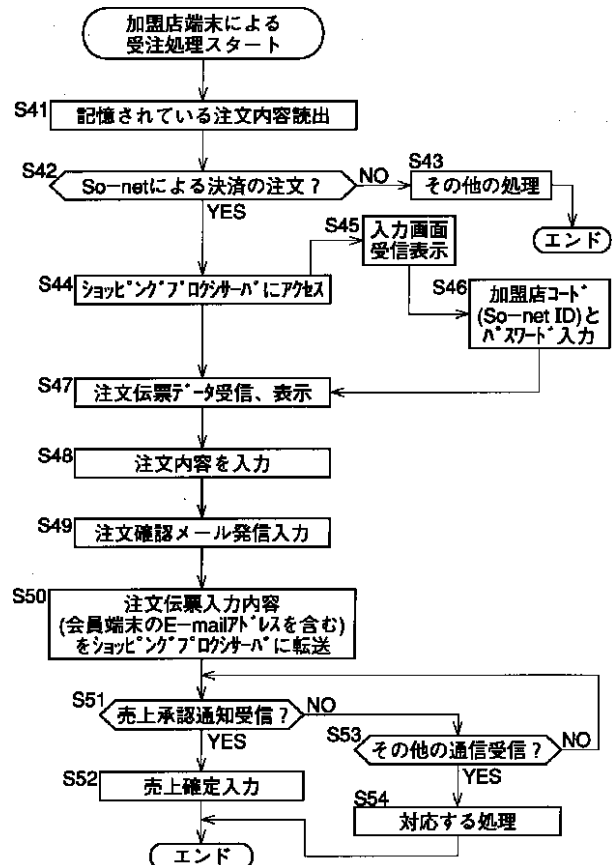 加盟店端末による
受注処理スタート
S41
記憶されている注文内容読出
S42
So−netによる決済の注文？
NO
YES
S43
その他の処理
エンド
S44
ショッピングプロクシサーバにアクセス
S45
入力画面
受信表示
S46
加盟店コード
(So−net ID)と
パスワード入力
S47
注文伝票データ受信、表示
S48
注文内容を入力
S49
注文確認メール発信入力
S50
注文伝票入力内容
(会員端末のE−mailアドレスを含む)
をショッピングプロクシサーバに転送
S51
売上承認通知受信？
NO
YES
S52
売上確定入力
S53
その他の通信受信？
NO
YES
S54
対応する処理
エンド